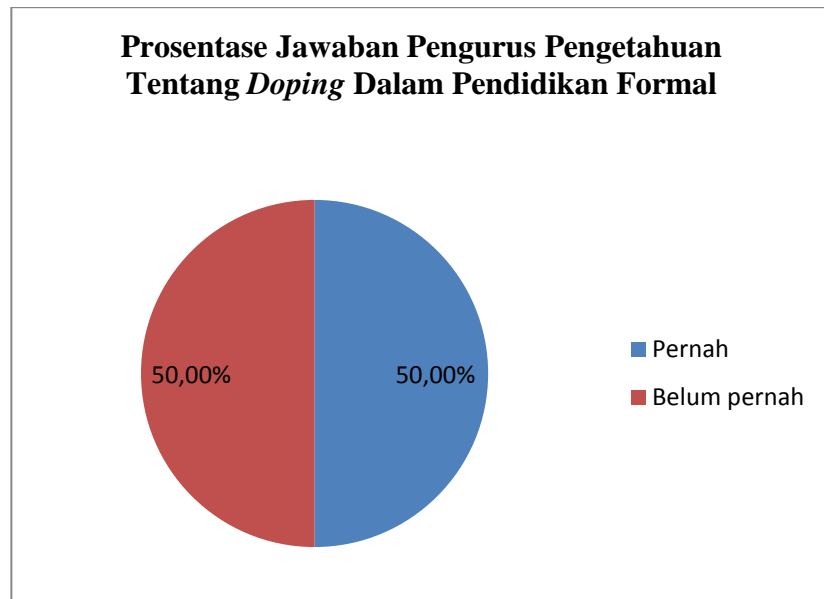 Prosentase Jawaban Pengurus Pengetahuan
Tentang Doping Dalam Pendidikan Formal
50,00%
50,00%
Pernah
Belum pernah